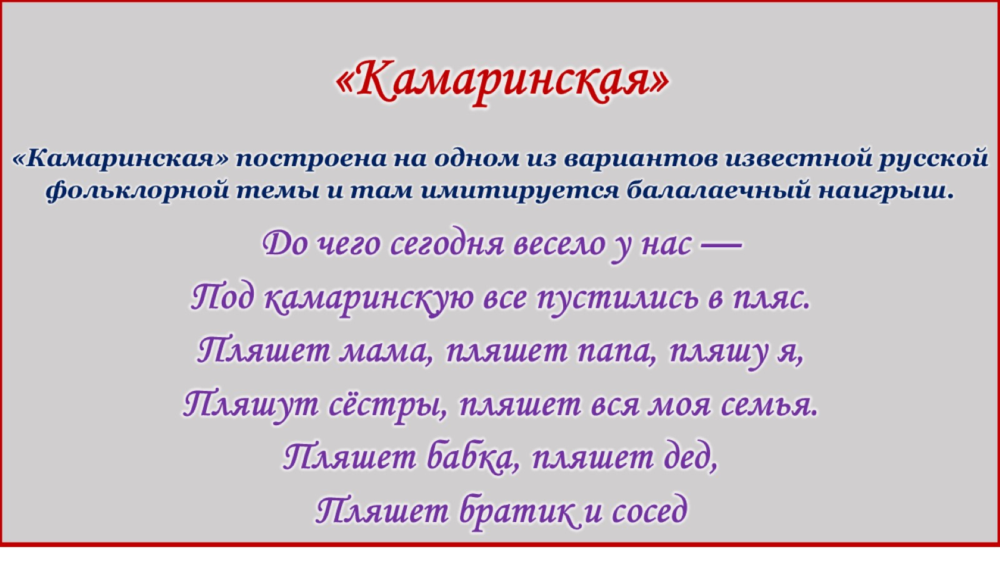 «Камаринская»
«Камаринская» построена на одном из вариантов известной русской
фольклорной темы и там имитируется балалаечный наигрыш.
До чего сегодня весело у нас —
Под камаринскую все пустились в пляс.
Пляшет мама, пляшет папа, пляшу я,
Пляшут сёстры, пляшет вся моя семья.
Пляшет бабка, пляшет дед,
Пляшет братик и сосед